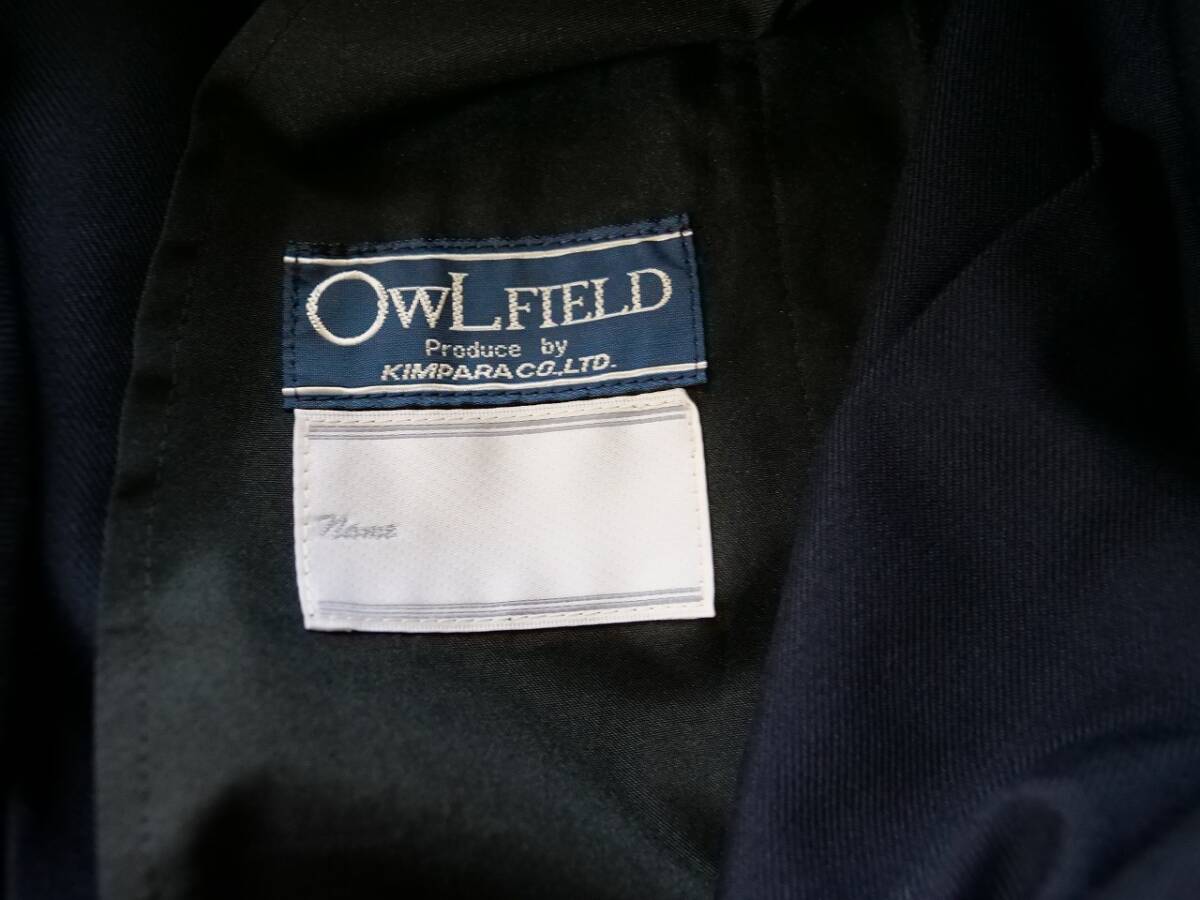 OWLFIELD
Produce by
KIMPARA CO.,LTD.
Name